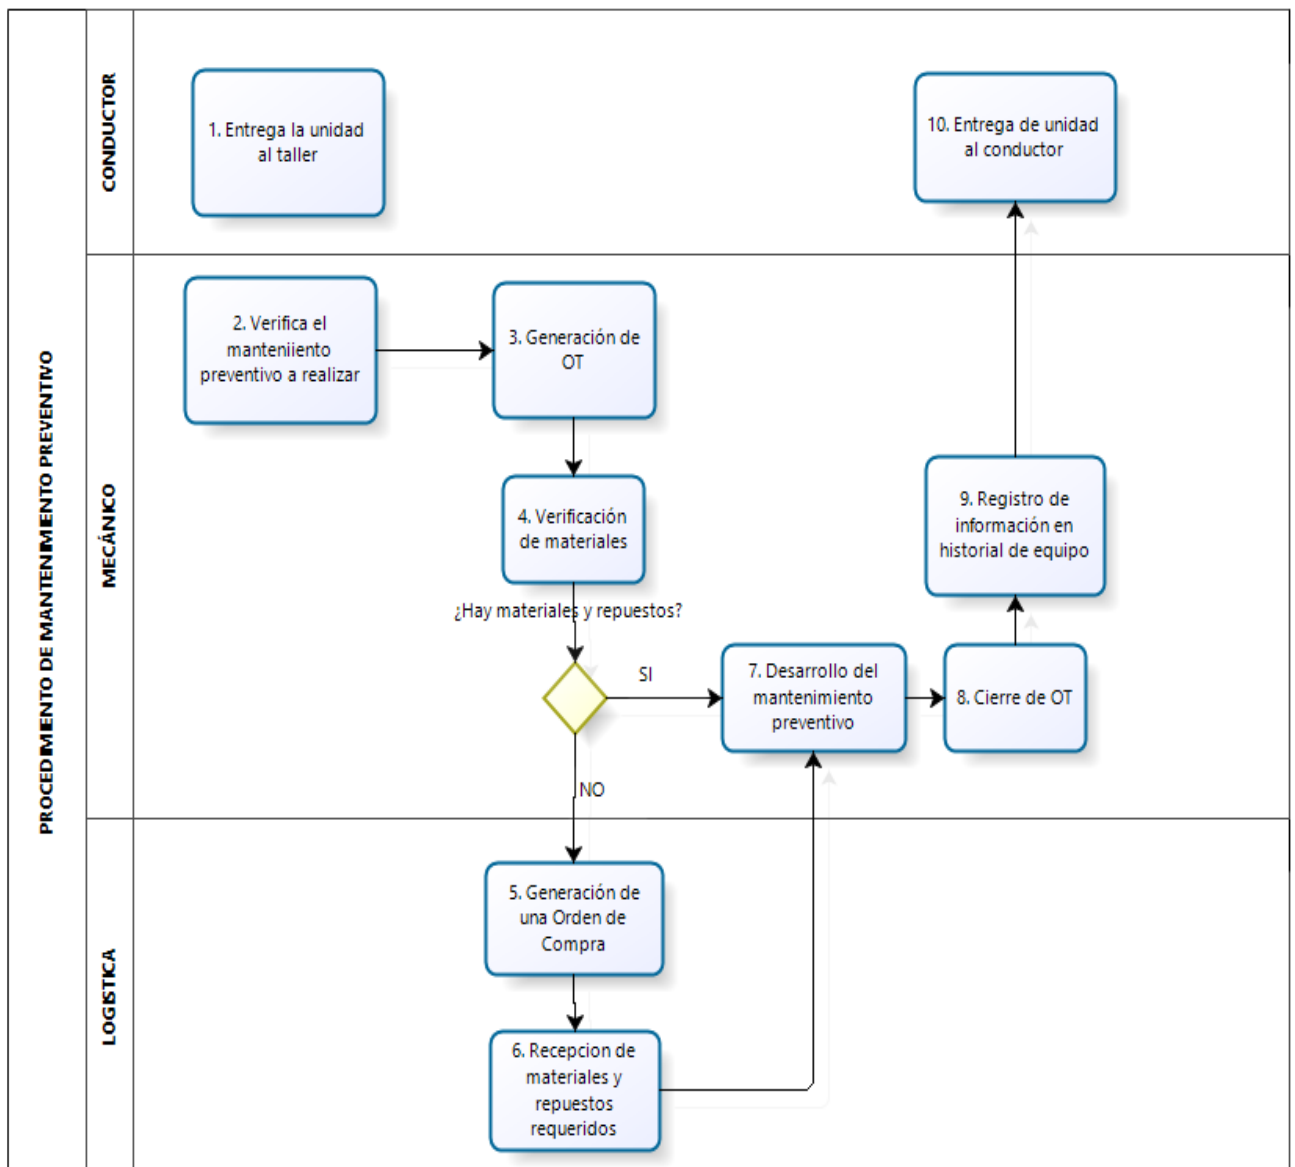 PROCEDIMIENTO DE MANTENIMIENTO PREVENTIVO
CONDUCTOR
1. Entrega la unidad
al taller
10. Entrega de unidad
al conductor
MECÁNICO
2. Verifica el
manteniiento
preventivo a realizar
3. Generación de
OT
4. Verificación
de materiales
¿Hay materiales y repuestos?
SI
NO
7. Desarrollo del
mantenimiento
preventivo
8. Cierre de OT
9. Registro de
información en
historial de equipo
LOGISTICA
5. Generación de
una Orden de
Compra
6. Recepcion de
materiales y
repuestos
requeridos